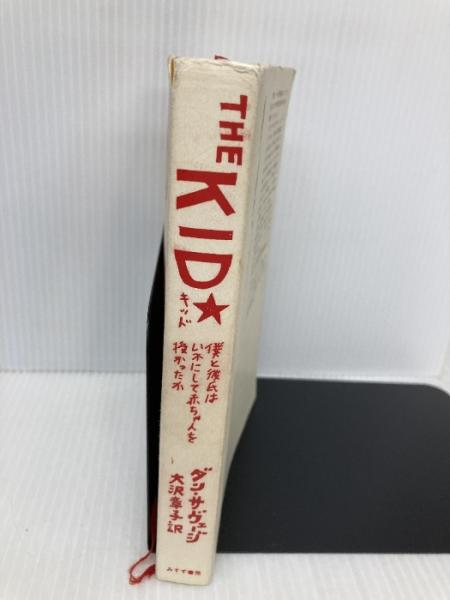 THE KID★
キッド
僕と彼氏は
いかにして赤ちゃんを
授かったか
ダン・サヴェージ
大沢章子訳
みすず書房